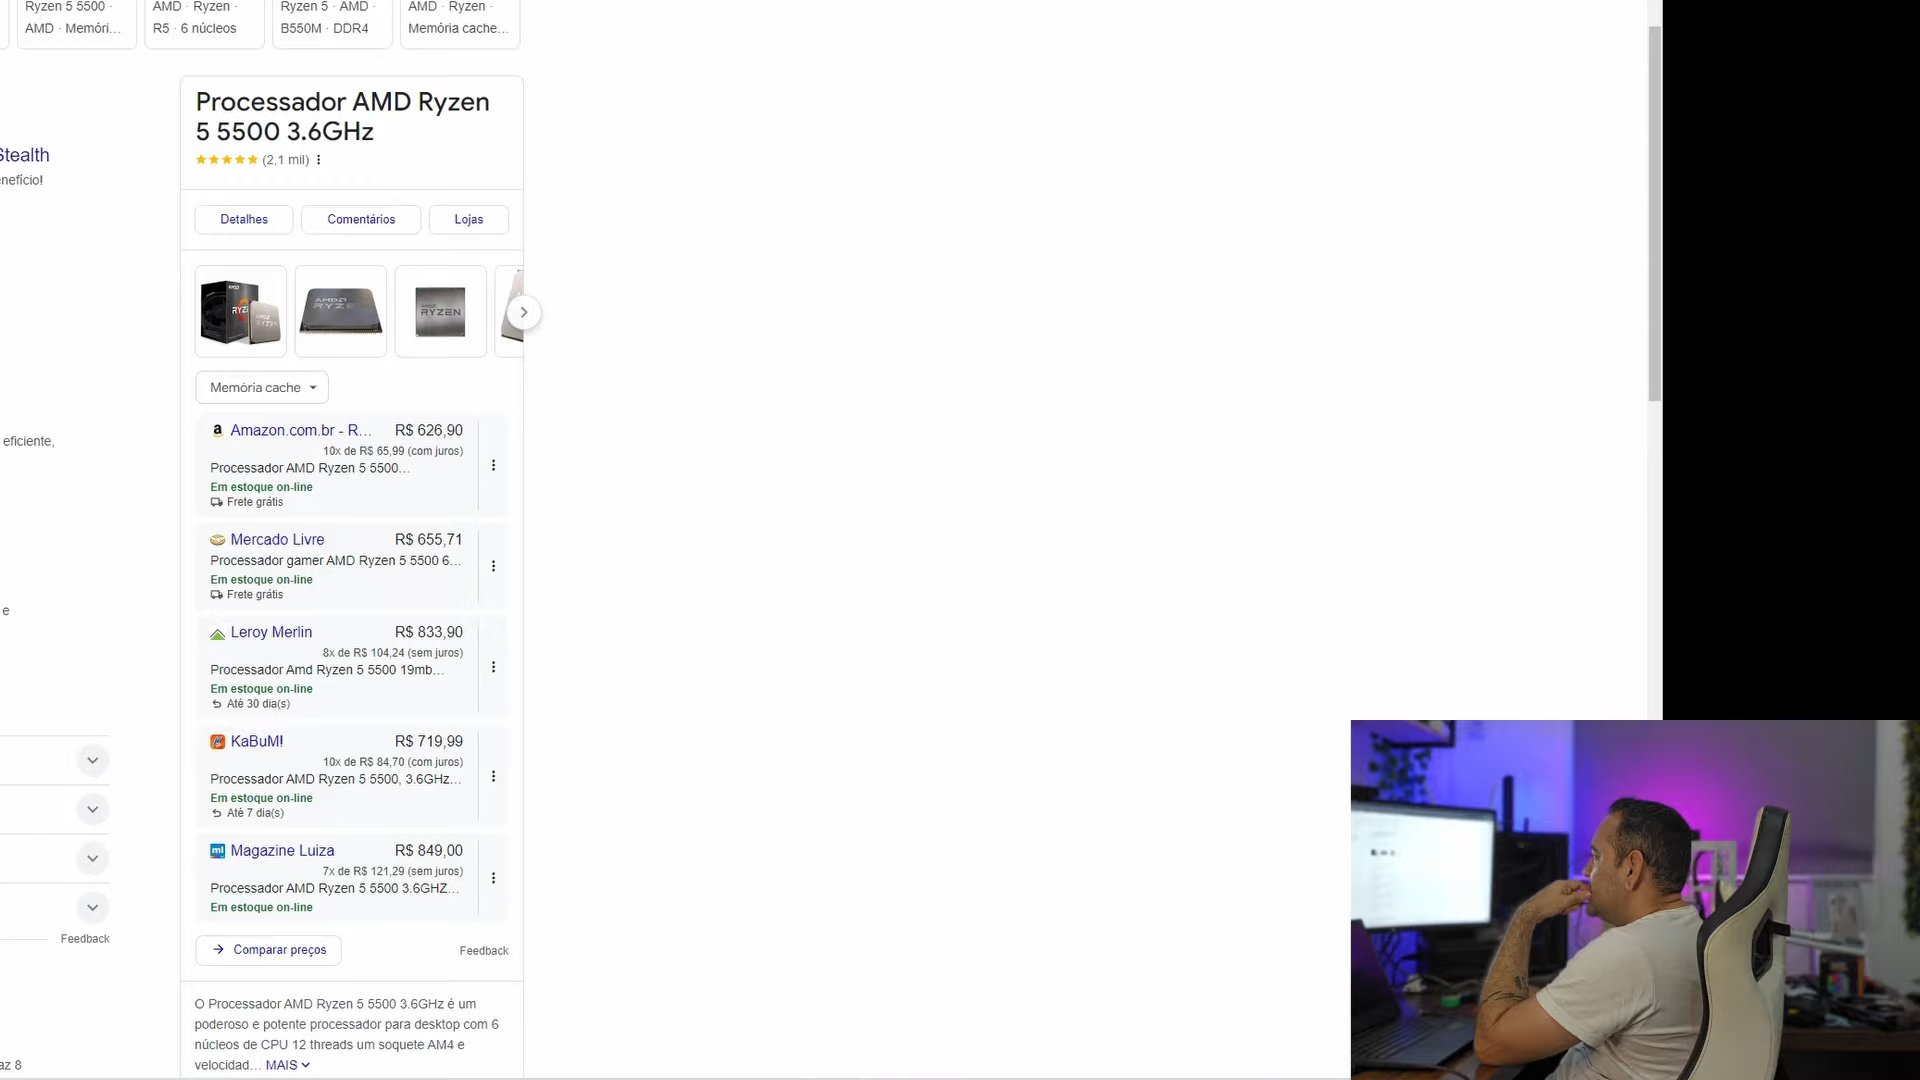 Ryzen 5 5500 ·
AMD · Memóri...
AMD · Ryzen ·
R5 · 6 núcleos
Ryzen 5 · AMD ·
B550M · DDR4
AMD · Ryzen ·
Memória cache...
Stealth
nefício!
eficiente,
e
Feedback
az 8
Processador AMD Ryzen
5 5500 3.6GHz
(2,1 mil)
Detalhes
Comentários
Lojas
AMD
RYZEN
AMD
RYZEN
RYZEN
Memória cache
Amazon.com.br - R...
R$ 626,90
10x de R$ 65,99 (com juros)
Processador AMD Ryzen 5 5500...
Em estoque on-line
Frete grátis
Mercado Livre
R$ 655,71
Processador gamer AMD Ryzen 5 5500 6...
Em estoque on-line
Frete grátis
Leroy Merlin
R$ 833,90
8x de R$ 104,24 (sem juros)
Processador Amd Ryzen 5 5500 19mb...
Em estoque on-line
Até 30 dia(s)
KaBuM!
R$ 719,99
10x de R$ 84,70 (com juros)
Processador AMD Ryzen 5 5500, 3.6GHz...
Em estoque on-line
Até 7 dia(s)
Magazine Luiza
R$ 849,00
7x de R$ 121,29 (sem juros)
Processador AMD Ryzen 5 5500 3.6GHZ...
Em estoque on-line
Comparar preços
Feedback
O Processador AMD Ryzen 5 5500 3.6GHz é um
poderoso e potente processador para desktop com 6
núcleos de CPU 12 threads um soquete AM4 e
velocidad... MAIS